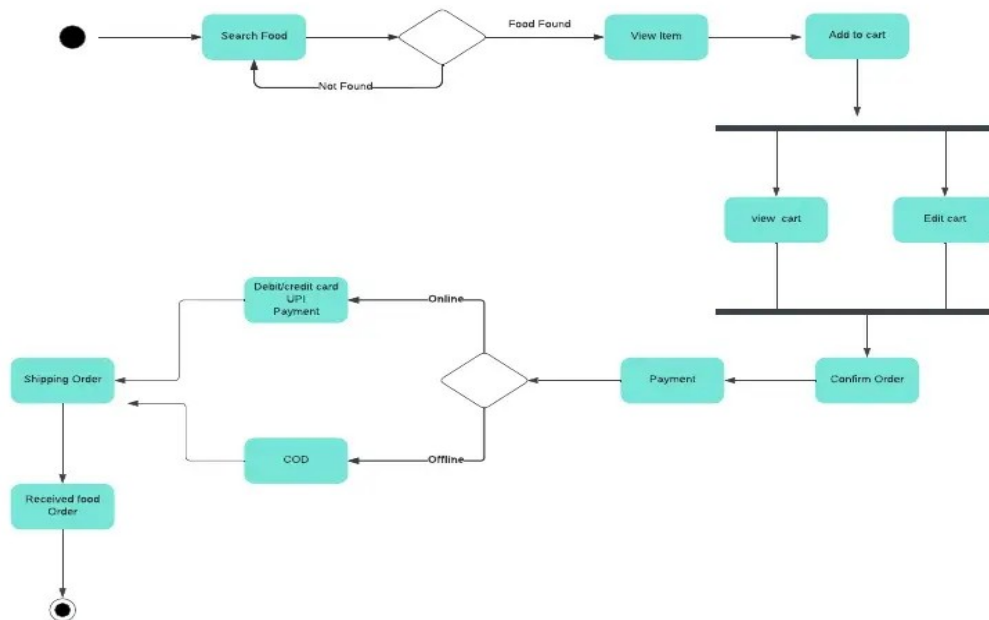 Search Food
Food Found
View Item
Add to cart
Not Found
view cart
Edit cart
Debit/credit card
UPI
Payment
Online
Shipping Order
Payment
Confirm Order
COD
Offline
Received food
Order